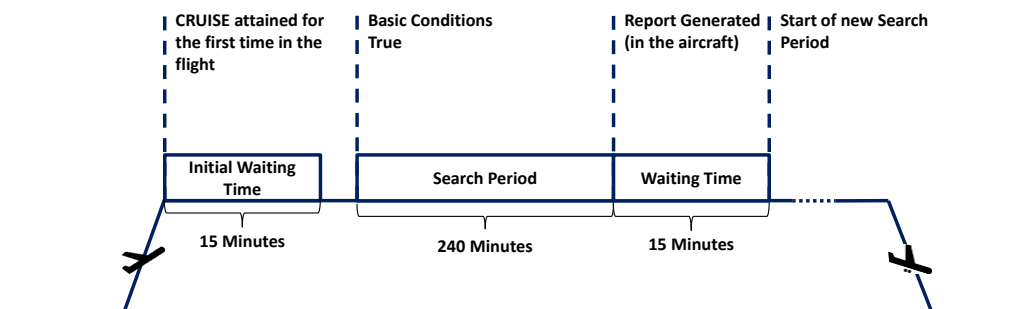 CRUISE attained for
the first time in the
flight
Basic Conditions
True
Report Generated
(in the aircraft)
Start of new Search
Period
Initial Waiting
Time
Search Period
Waiting Time
15 Minutes
240 Minutes
15 Minutes